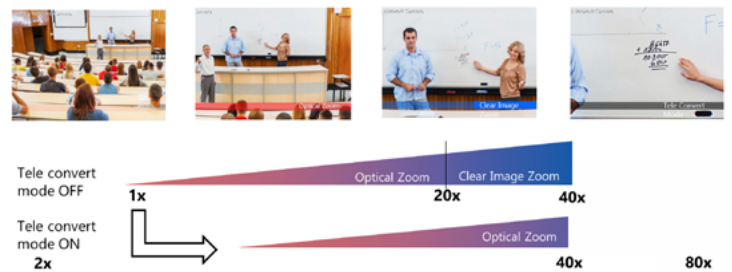 Optical Zoom
Clear Image
Tele Convert
Tele convert
mode OFF
Optical Zoom
Clear Image Zoom
1x
20x
40x
Tele convert
mode ON
2x
Optical Zoom
40x
80x